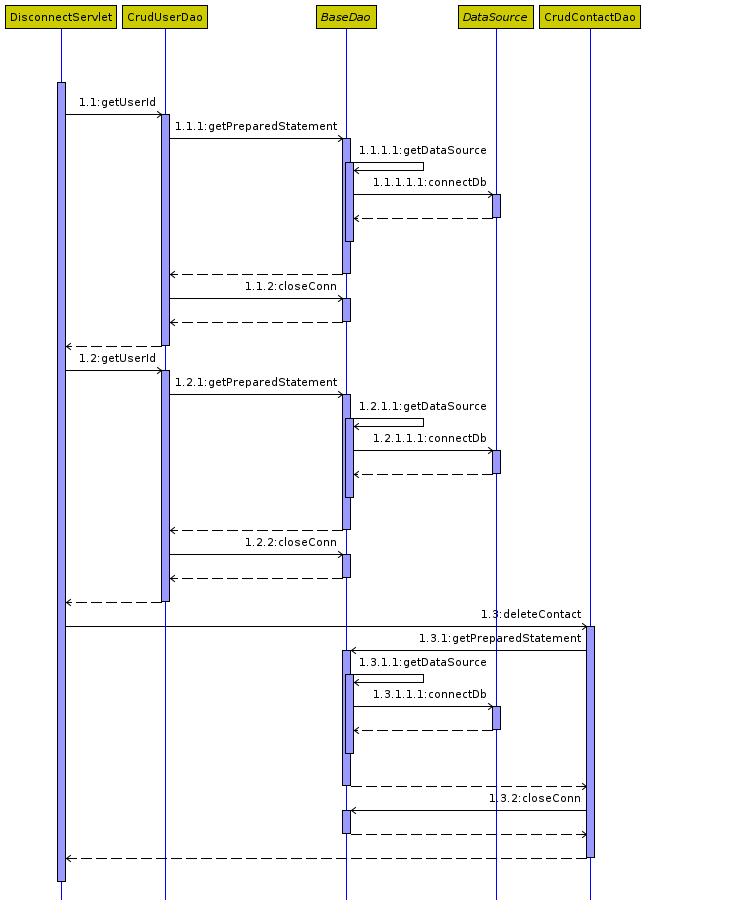 DisconnectServlet CrudUserDao BaseDao DataSource CrudContactDao
1.1:getUserId
1.1.1:getPreparedStatement
1.1.1.1:getDataSource
1.1.1.1.1:connectDb
1.1.2:closeConn
1.2:getUserId
1.2.1:getPreparedStatement
1.2.1.1:getDataSource
1.2.1.1.1:connectDb
1.2.2:closeConn
1.3:deleteContact
1.3.1:getPreparedStatement
1.3.1.1:getDataSource
1.3.1.1.1:connectDb
1.3.2:closeConn